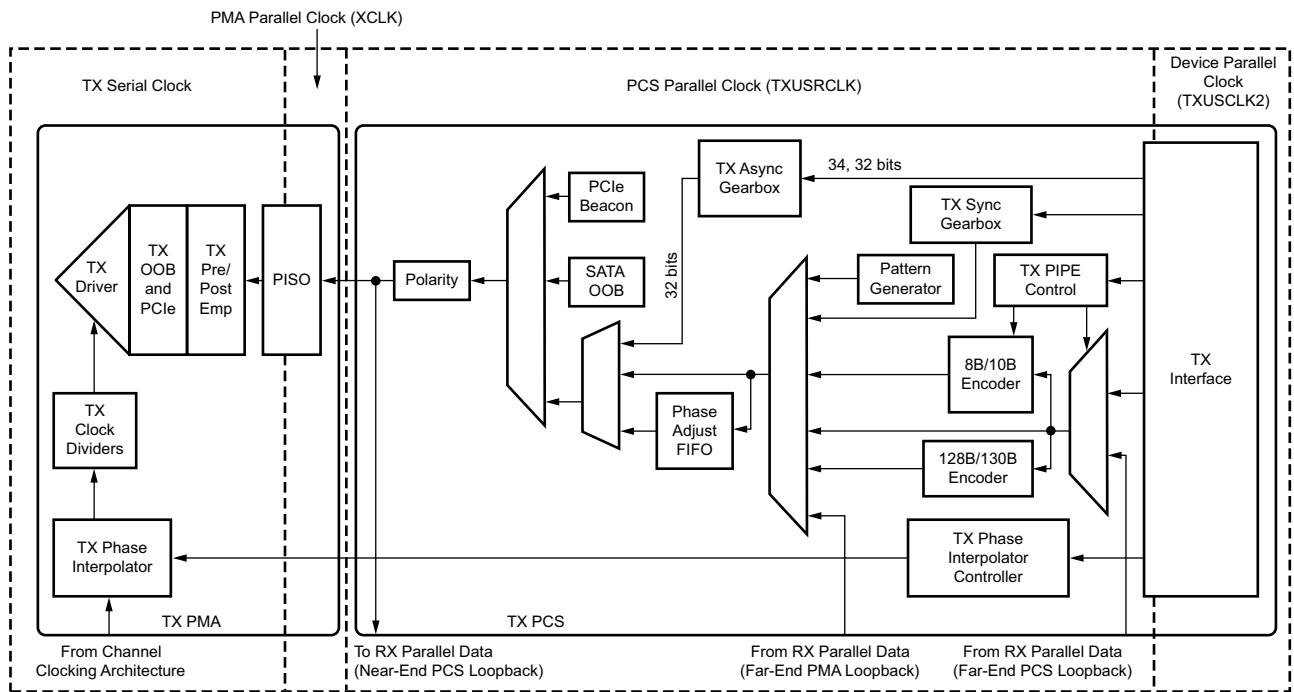 PMA Parallel Clock (XCLK)
TX Serial Clock
PCS Parallel Clock (TXUSRCLK)
Device Parallel
Clock
(TXUSCLK2)
TX Async
Gearbox
34, 32 bits
PCIe
Beacon
TX Sync
Gearbox
TX
Driver
TX
OOB
and
PCIe
TX
Pre/
Post
Emp
PISO
Polarity
SATA
OOB
32 bits
Pattern
Generator
TX PIPE
Control
TX
Interface
8B/10B
Encoder
TX
Clock
Dividers
Phase
Adjust
FIFO
128B/130B
Encoder
TX Phase
Interpolator
TX Phase
Interpolator
Controller
TX PMA
TX PCS
From Channel
Clocking Architecture
To RX Parallel Data
(Near-End PCS Loopback)
From RX Parallel Data
(Far-End PMA Loopback)
From RX Parallel Data
(Far-End PCS Loopback)